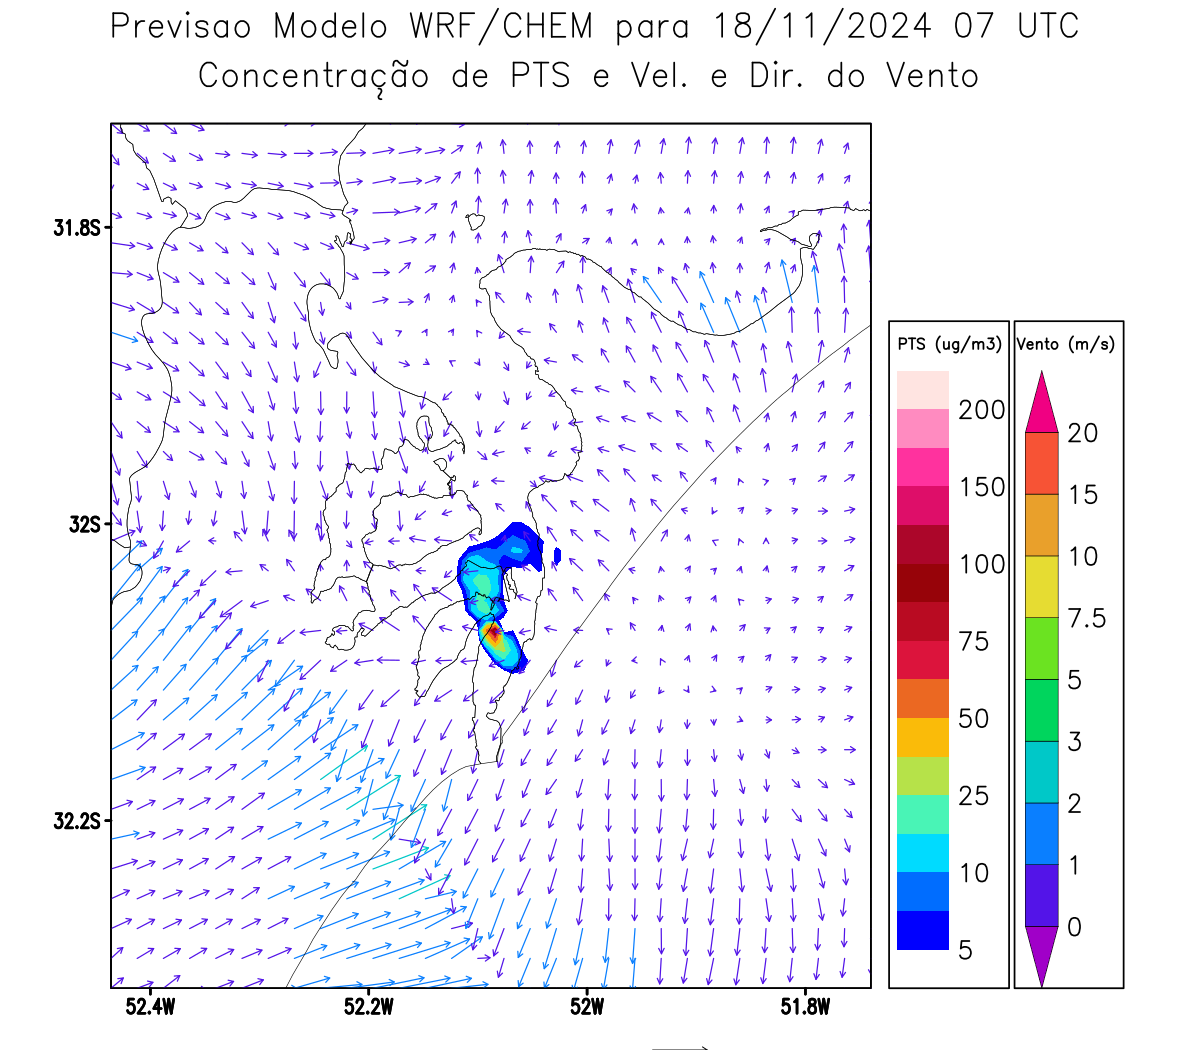 Previsao Modelo WRF/CHEM para 18/11/2024 07 UTC
Concentração de PTS e Vel. e Dir. do Vento
31.8S
32S
32.2S
52.4W
52.2W
52W
51.8W
PTS (ug/m3)
200
150
100
75
50
25
10
5
Vento (m/s)
20
15
10
7.5
5
3
2
1
0